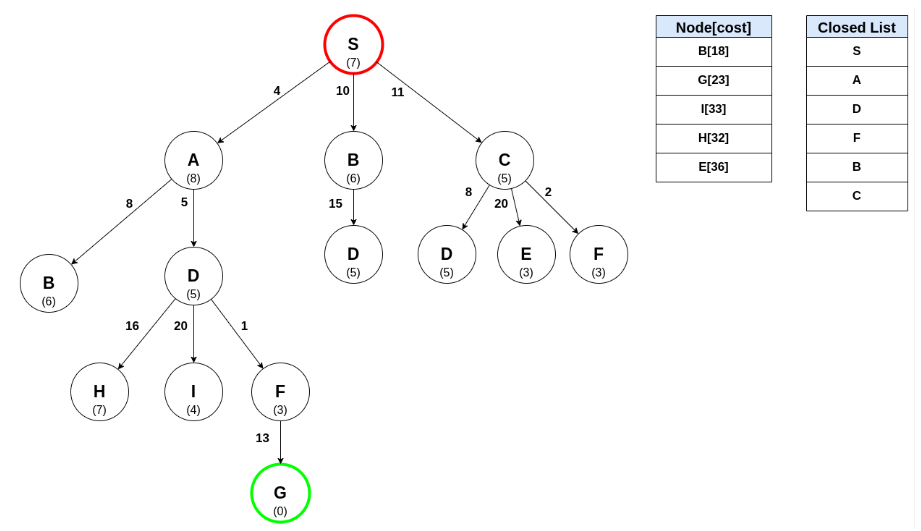 S
(7)
4
10
11
A
(8)
B
(6)
C
(5)
8
5
15
8
20
2
B
(6)
D
(5)
D
(5)
D
(5)
E
(3)
F
(3)
16
20
1
H
(7)
I
(4)
F
(3)
13
G
(0)
Node[cost]
B[18]
G[23]
I[33]
H[32]
E[36]
Closed List
S
A
D
F
B
C